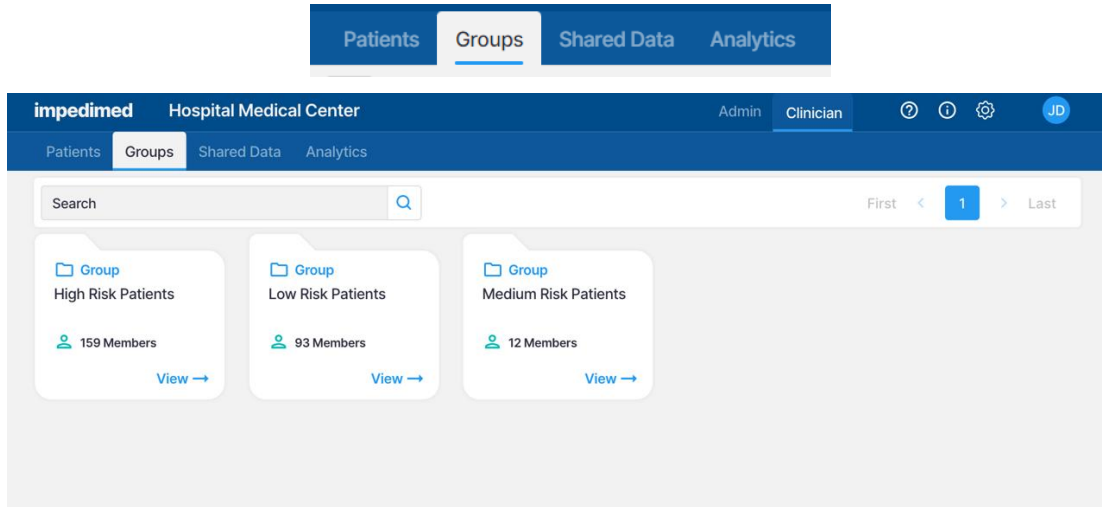 Patients Groups Shared Data Analytics
impedimed Hospital Medical Center Admin Clinician JD
Patients Groups Shared Data Analytics
Search First < 1 > Last
Group Group Group
High Risk Patients Low Risk Patients Medium Risk Patients
159 Members 93 Members 12 Members
View → View → View →